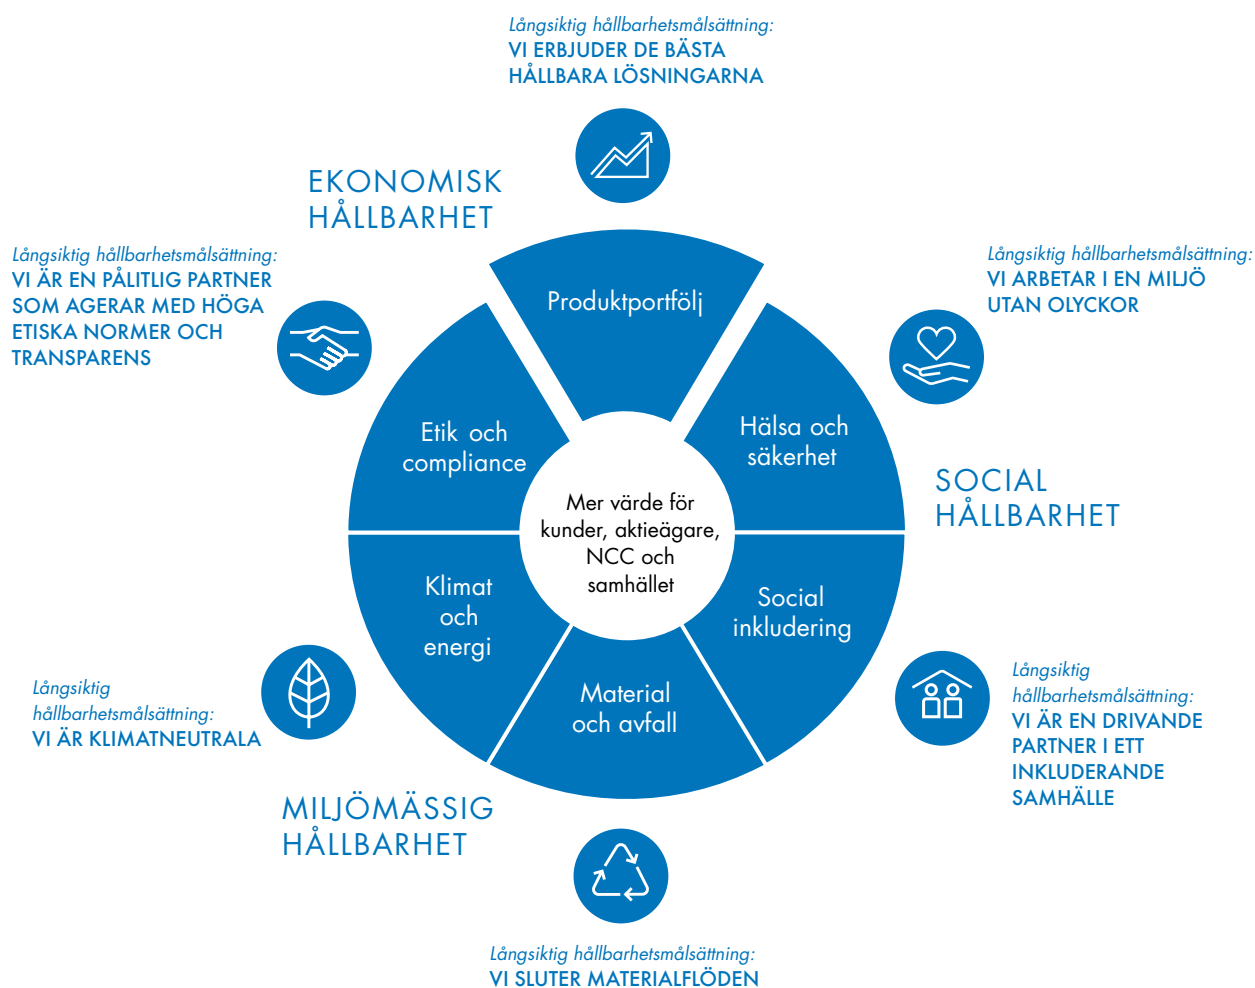 Långsiktig hållbarhetsmålsättning:
VI ERBJUDER DE BÄSTA
HÅLLBARA LÖSNINGARNA
EKONOMISK
HÅLLBARHET
Långsiktig hållbarhetsmålsättning:
VI ÄR EN PÅLITLIG PARTNER
SOM AGERAR MED HÖGA
ETISKA NORMER OCH
TRANSPARENS
Långsiktig hållbarhetsmålsättning:
VI ARBETAR I EN MILJÖ
UTAN OLYCKOR
Produktportfölj
Etik och
compliance
Hälsa och
säkerhet
SOCIAL
HÅLLBARHET
Mer värde för
kunder, aktieägare,
NCC och
samhället
Klimat
och
energi
Social
inkludering
Material
och avfall
Långsiktig
hållbarhetsmålsättning:
VI ÄR KLIMATNEUTRALA
Långsiktig
hållbarhetsmålsättning:
VI ÄR EN DRIVANDE
PARTNER I ETT
INKLUDERANDE
SAMHÄLLE
MILJÖMÄSSIG
HÅLLBARHET
Långsiktig hållbarhetsmålsättning:
VI SLUTER MATERIALFLÖDEN